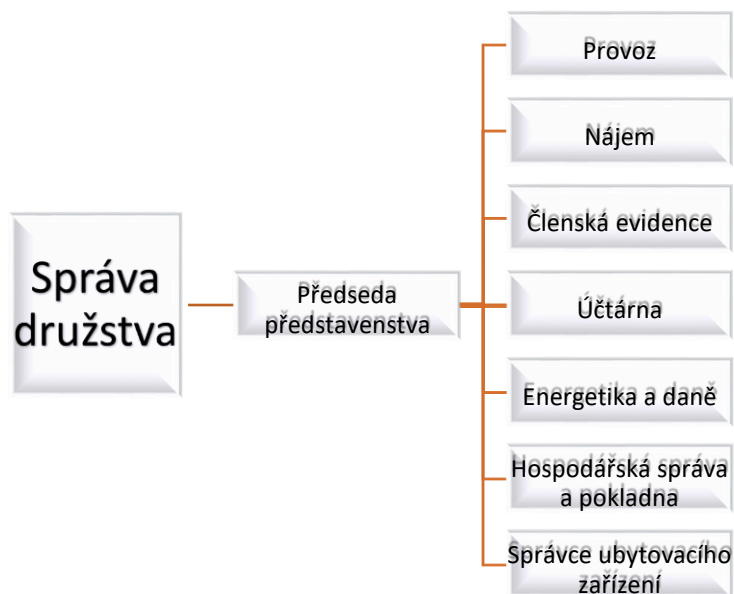 Správa
družstva
Předseda
představenstva
Provoz
Nájem
Členská evidence
Účtárna
Energetika a daně
Hospodářská správa
a pokladna
Správce ubytovacího
zařízení